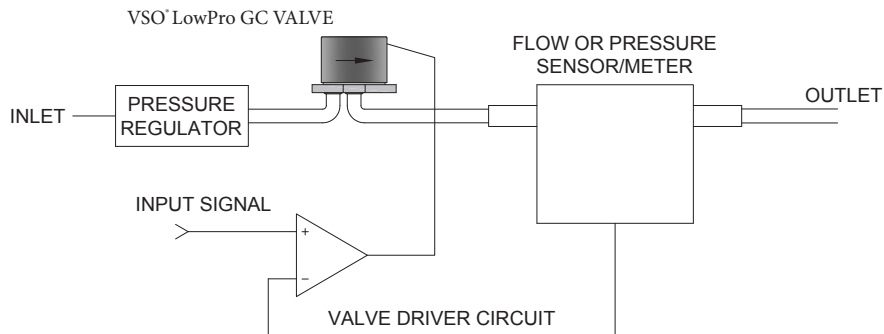 VSO® LowPro GC VALVE
FLOW OR PRESSURE
SENSOR/METER
OUTLET
INLET
PRESSURE
REGULATOR
INPUT SIGNAL
+
−
VALVE DRIVER CIRCUIT